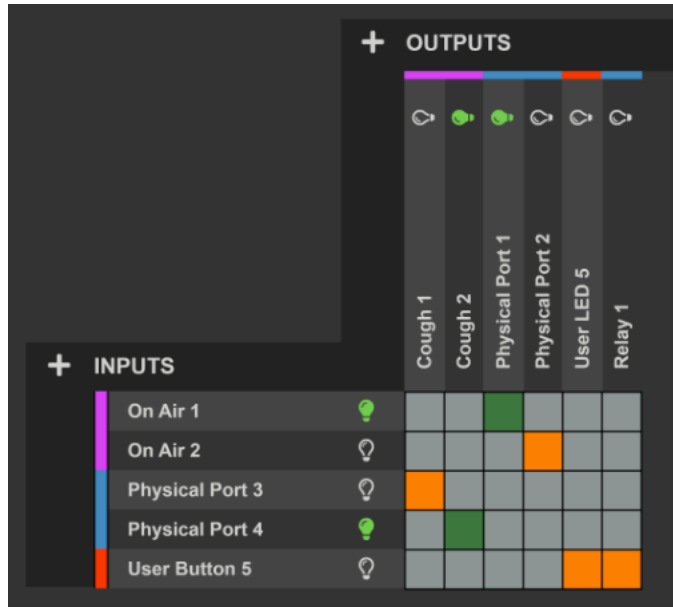 + OUTPUTS
Cough 1
Cough 2
Physical Port 1
Physical Port 2
User LED 5
Relay 1
+ INPUTS
On Air 1
On Air 2
Physical Port 3
Physical Port 4
User Button 5